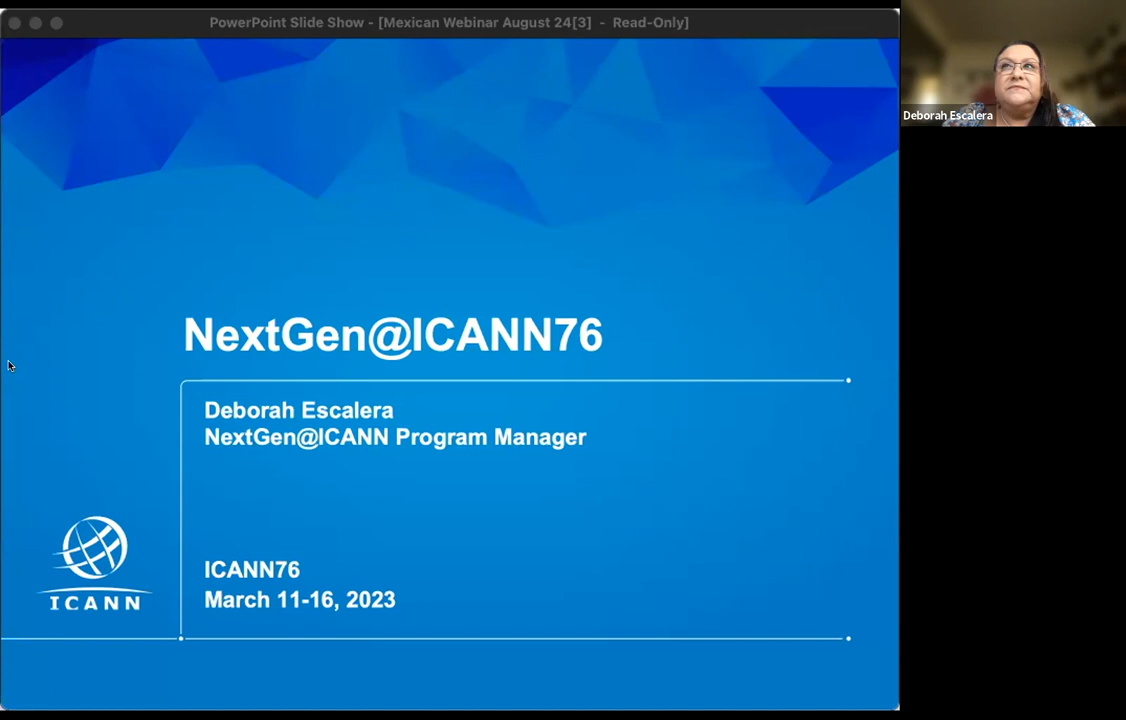 PowerPoint Slide Show - [Mexican Webinar August 24[3] - Read-Only]
Deborah Escalera
NextGen@ICANN76
Deborah Escalera
NextGen@ICANN Program Manager
ICANN76
March 11-16, 2023
ICANN